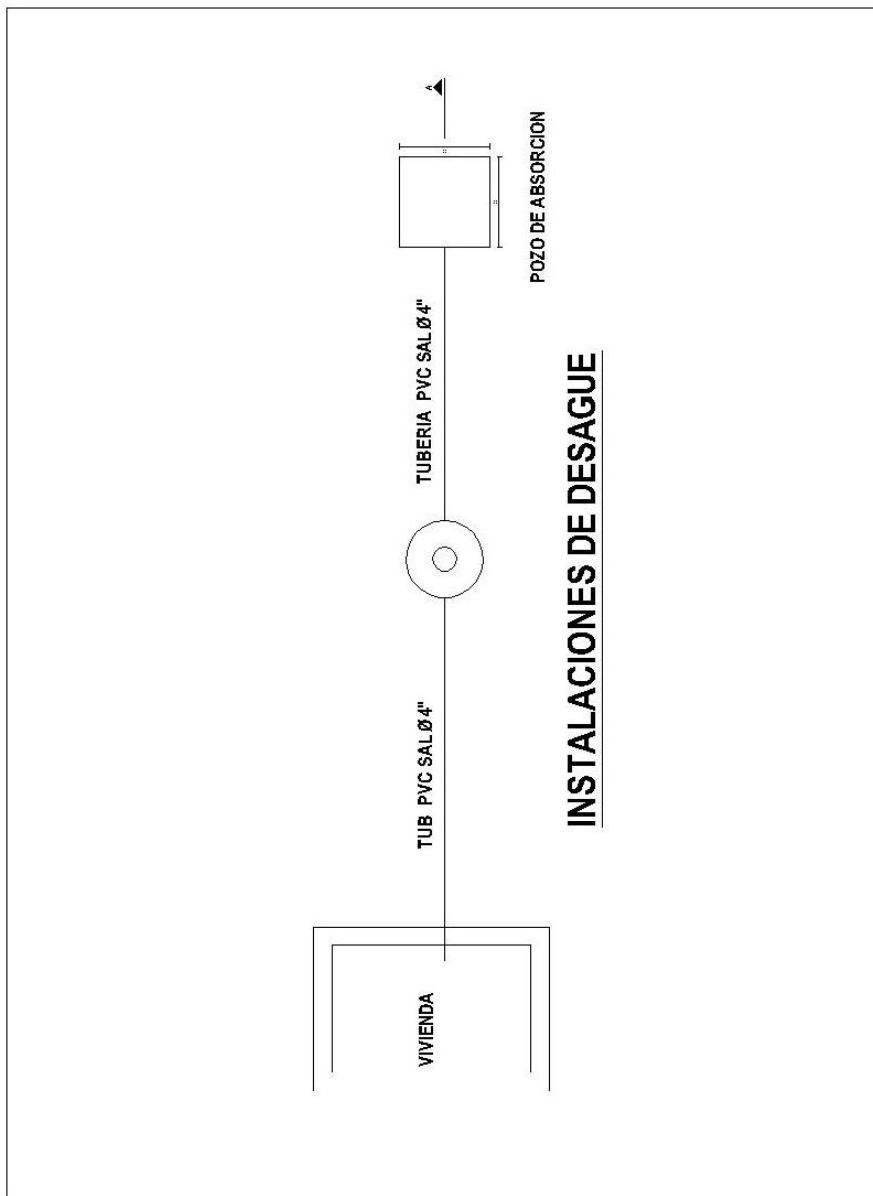 VIVIENDA
TUB PVC SAL Ø 4"
TUBERIA PVC SAL Ø 4"
A
POZO DE ABSORCION
INSTALACIONES DE DESAGUE